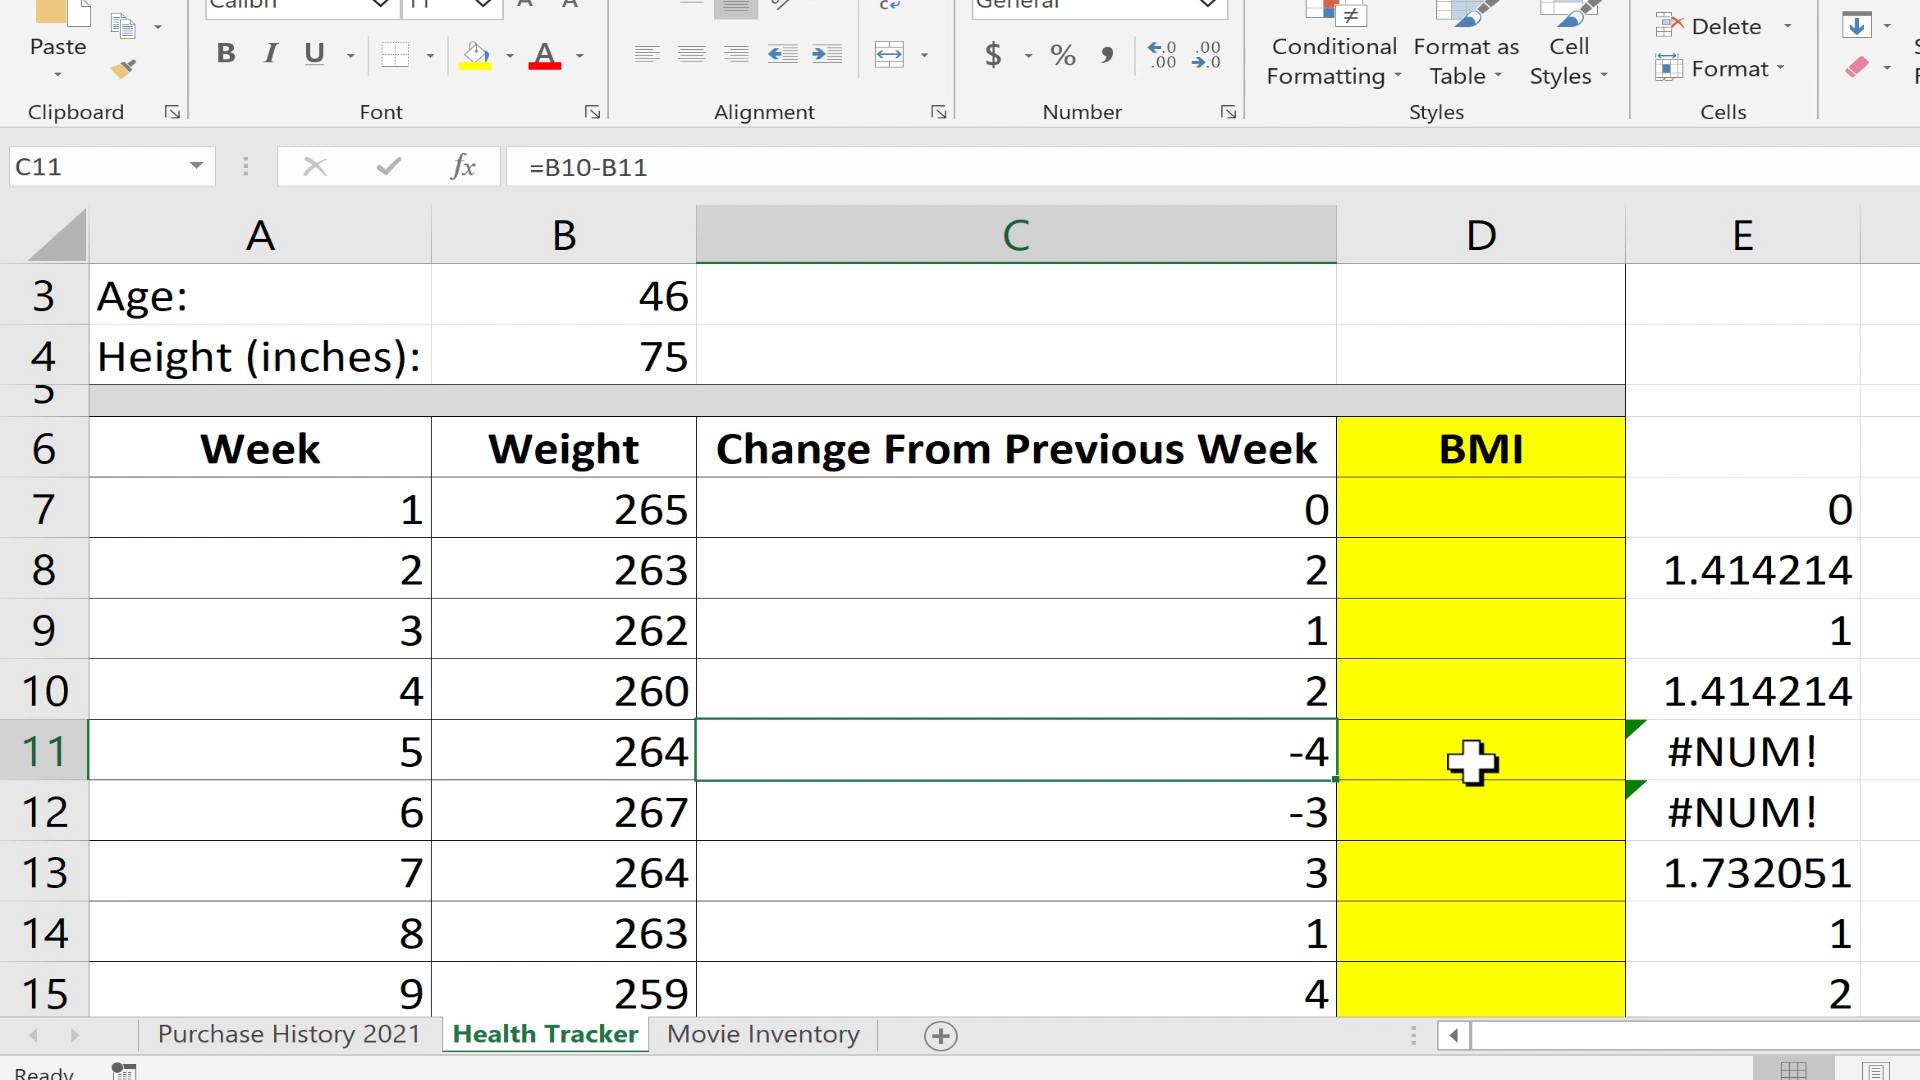 Calibri 11 General
Paste
B I U A $ % , .00 .00
Conditional Formatting
Format as Table
Cell Styles
Delete
Format
Clipboard Font Alignment Number Styles Cells
C11 fx =B10-B11
A B C D E
3 Age: 46
4 Height (inches): 75
5
6 Week Weight Change From Previous Week BMI
7 1 265 0 0
8 2 263 2 1.414214
9 3 262 1 1
10 4 260 2 1.414214
11 5 264 -4 #NUM!
12 6 267 -3 #NUM!
13 7 264 3 1.732051
14 8 263 1 1
15 9 259 4 2
Purchase History 2021 Health Tracker Movie Inventory
Ready